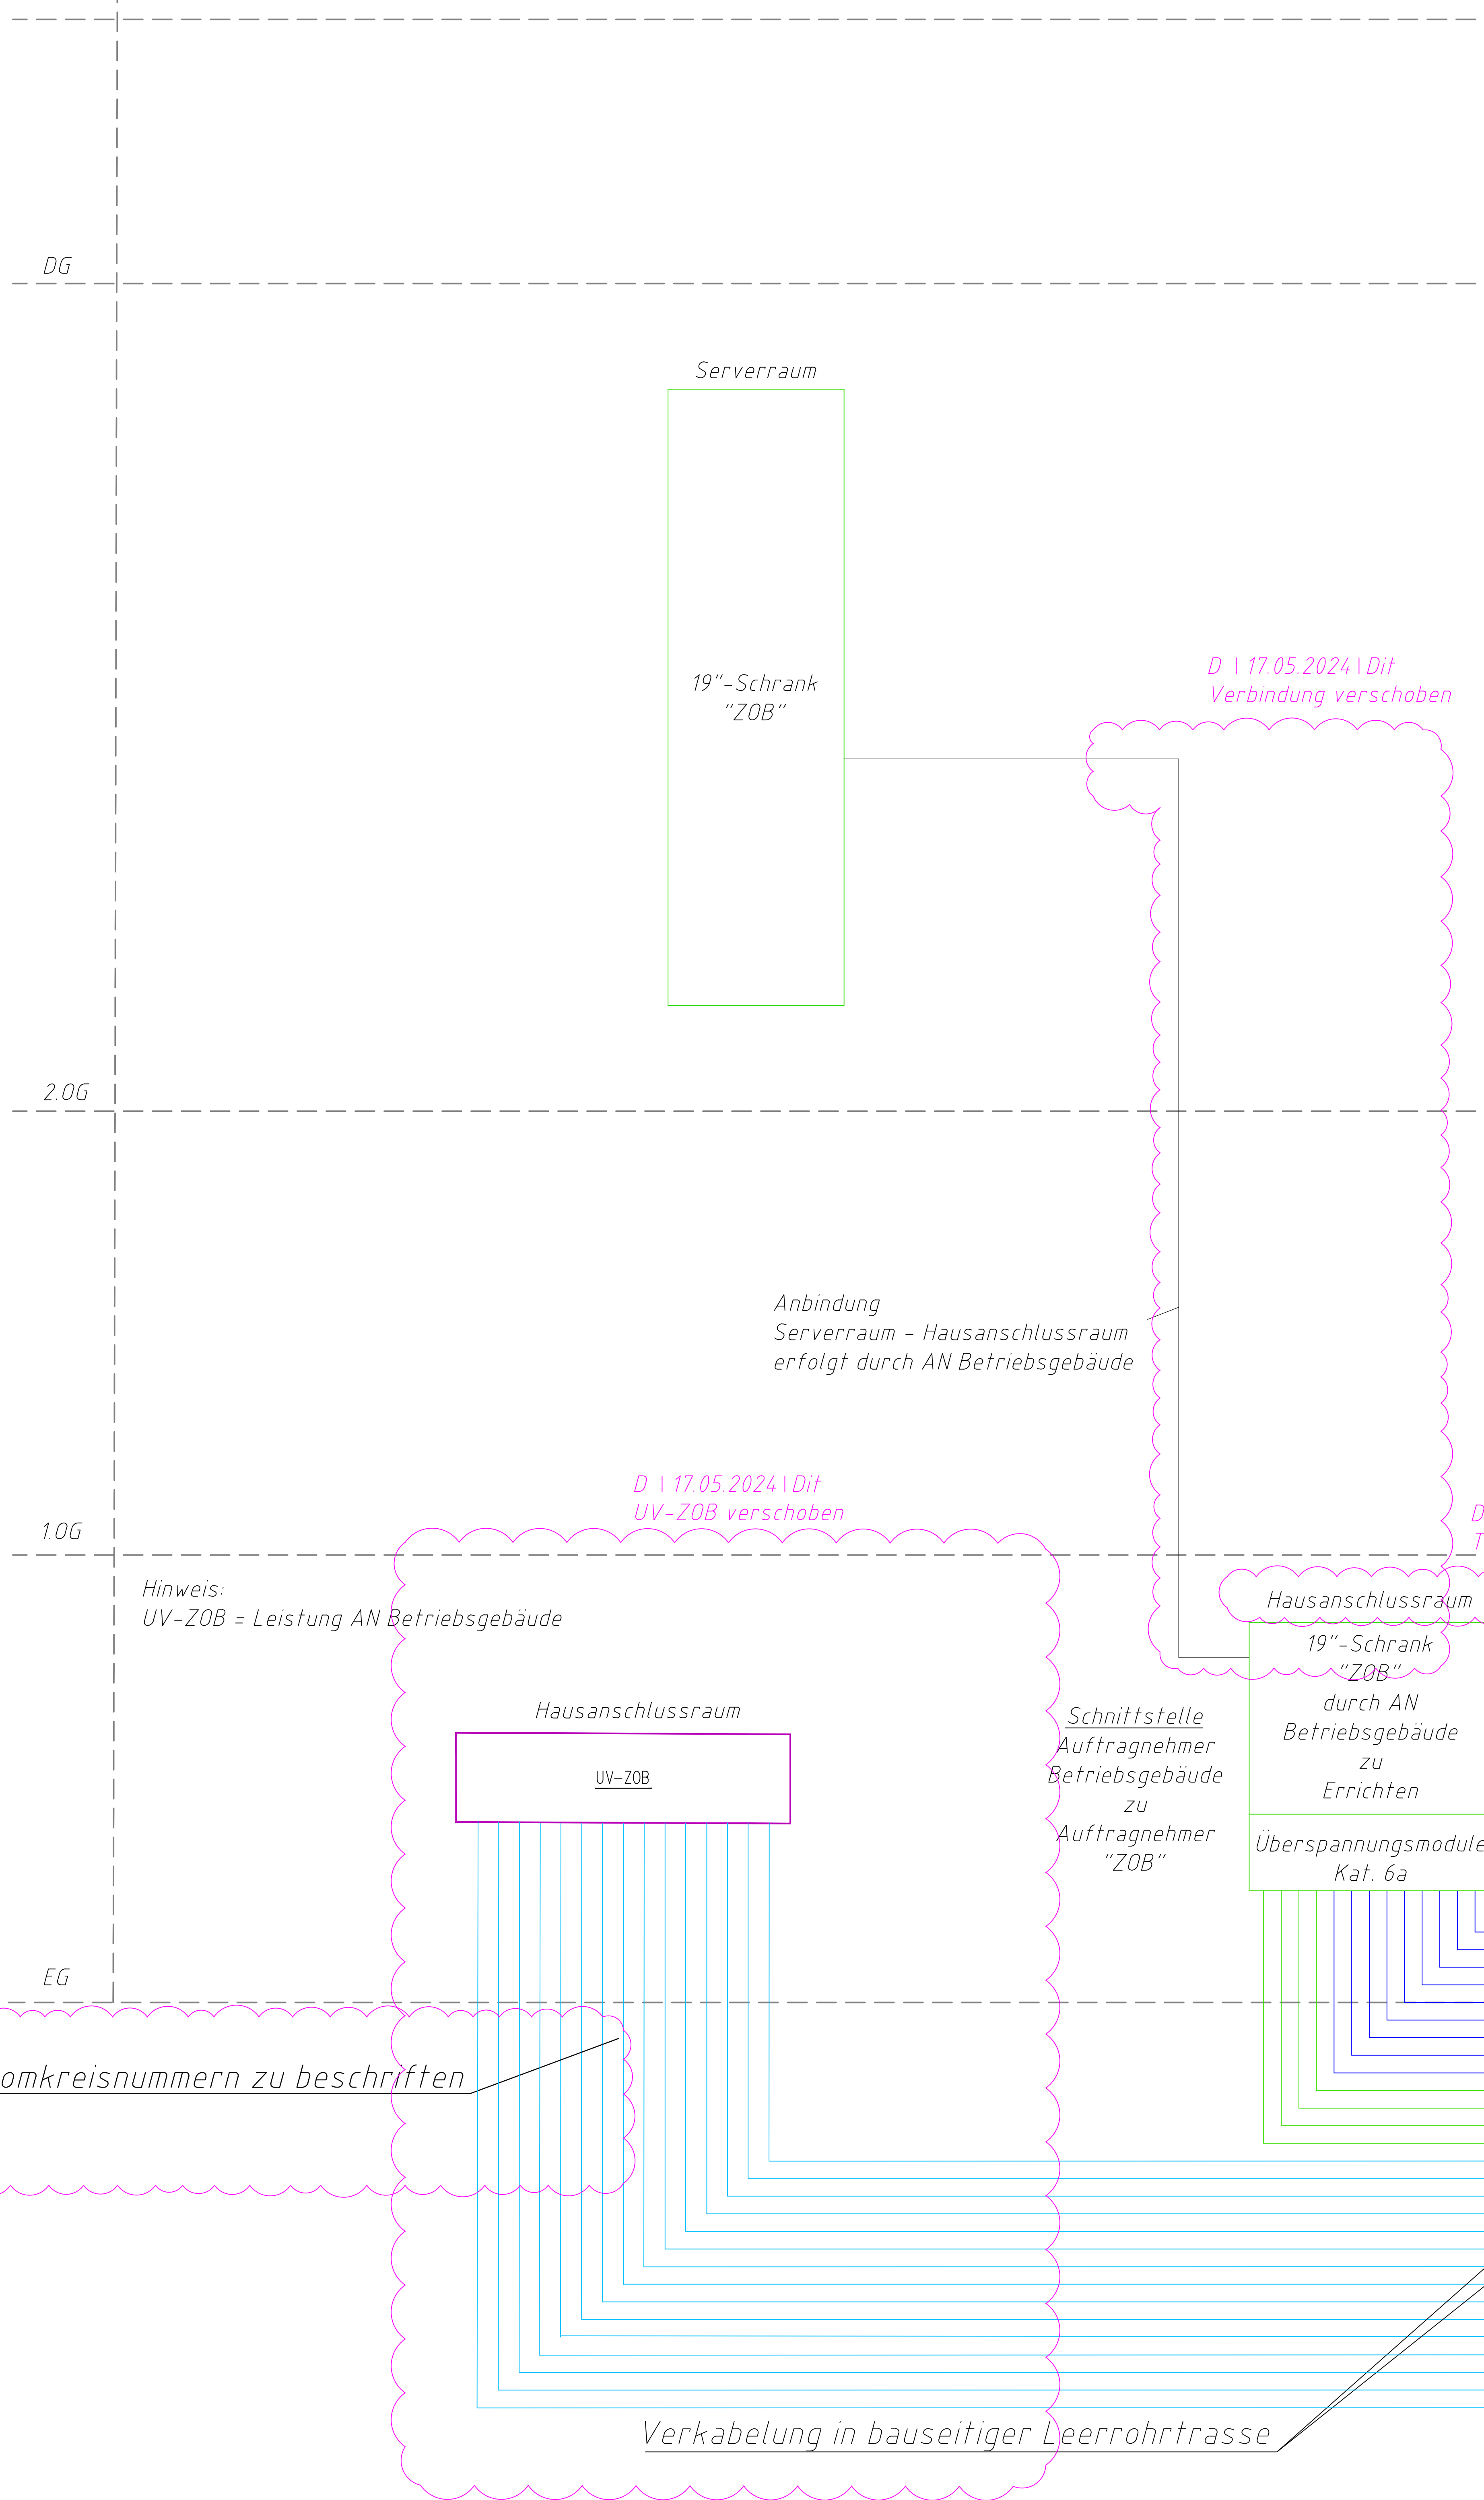 DG
Serverraum
19"-Schrank
"ZOB"
D | 17.05.2024|Dit
Verbindung verschoben
2.OG
Anbindung
Serverraum - Hausanschlussraum
erfolgt durch AN Betriebsgebäude
D | 17.05.2024|Dit
UV-ZOB verschoben
1.OG
Hinweis:
UV-ZOB = Leistung AN Betriebsgebäude
Hausanschlussraum
19"-Schrank
"ZOB"
durch AN
Betriebsgebäude
zu
Errichten
Überspannungsmodule
Kat. 6a
Hausanschlussraum
UV-ZOB
Schnittstelle
Auftragnehmer
Betriebsgebäude
zu
Auftragnehmer
"ZOB"
EG
omkreisnummern zu beschriften
Verkabelung in bauseitiger Leerrohrtrasse